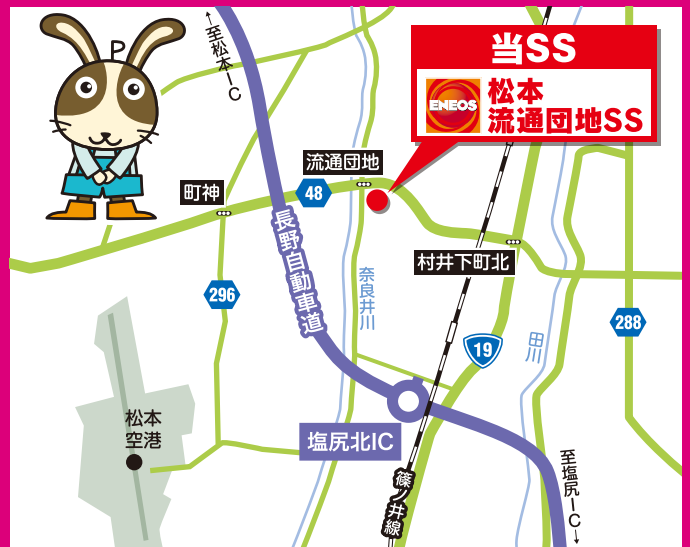 ←至松本IC
P
当SS
ENEOS
松本
流通団地SS
流通団地
町神
48
長野自動車道
村井下町北
296
奈良井川
288
19
田川
松本
空港
塩尻北IC
篠ノ井線
至塩尻IC→